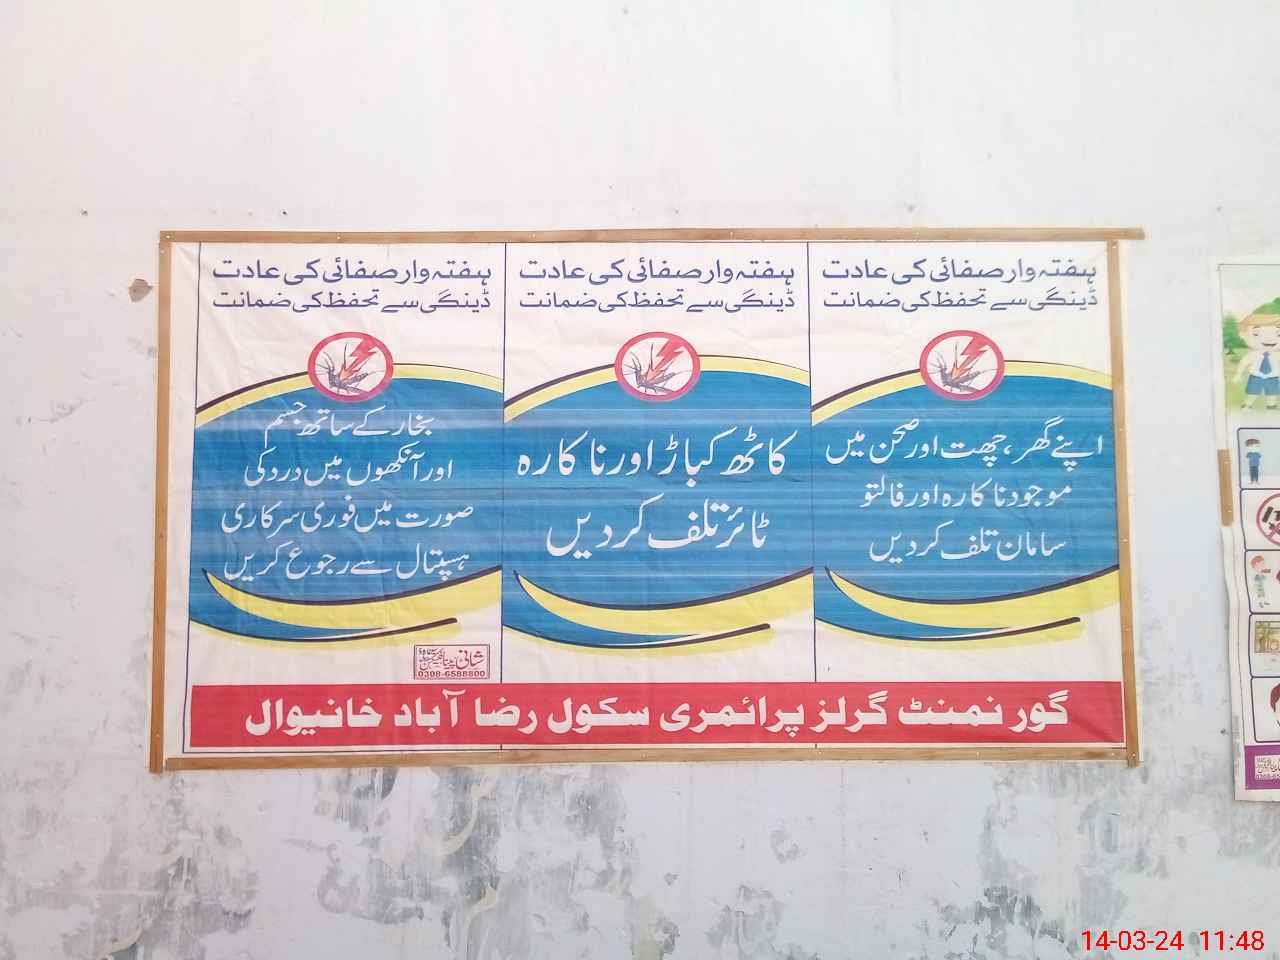 ہفتہ وار صفائی کی عادت
ڈینگی سے تحفظ کی ضمانت
اپنے گھر، چھت اور صحن میں
موجود ناکارہ اور فالتو
سامان تلف کر دیں
ہفتہ وار صفائی کی عادت
ڈینگی سے تحفظ کی ضمانت
کاٹھ کباڑ اور ناکارہ
ٹائر تلف کر دیں
ہفتہ وار صفائی کی عادت
ڈینگی سے تحفظ کی ضمانت
بخار کے ساتھ جسم
اور آنکھوں میں درد کی
صورت میں فوری سرکاری
ہسپتال سے رجوع کریں
شانی
0308-6588800
گورنمنٹ گرلز پرائمری سکول رضا آباد خانیوال
14-03-24 11:48